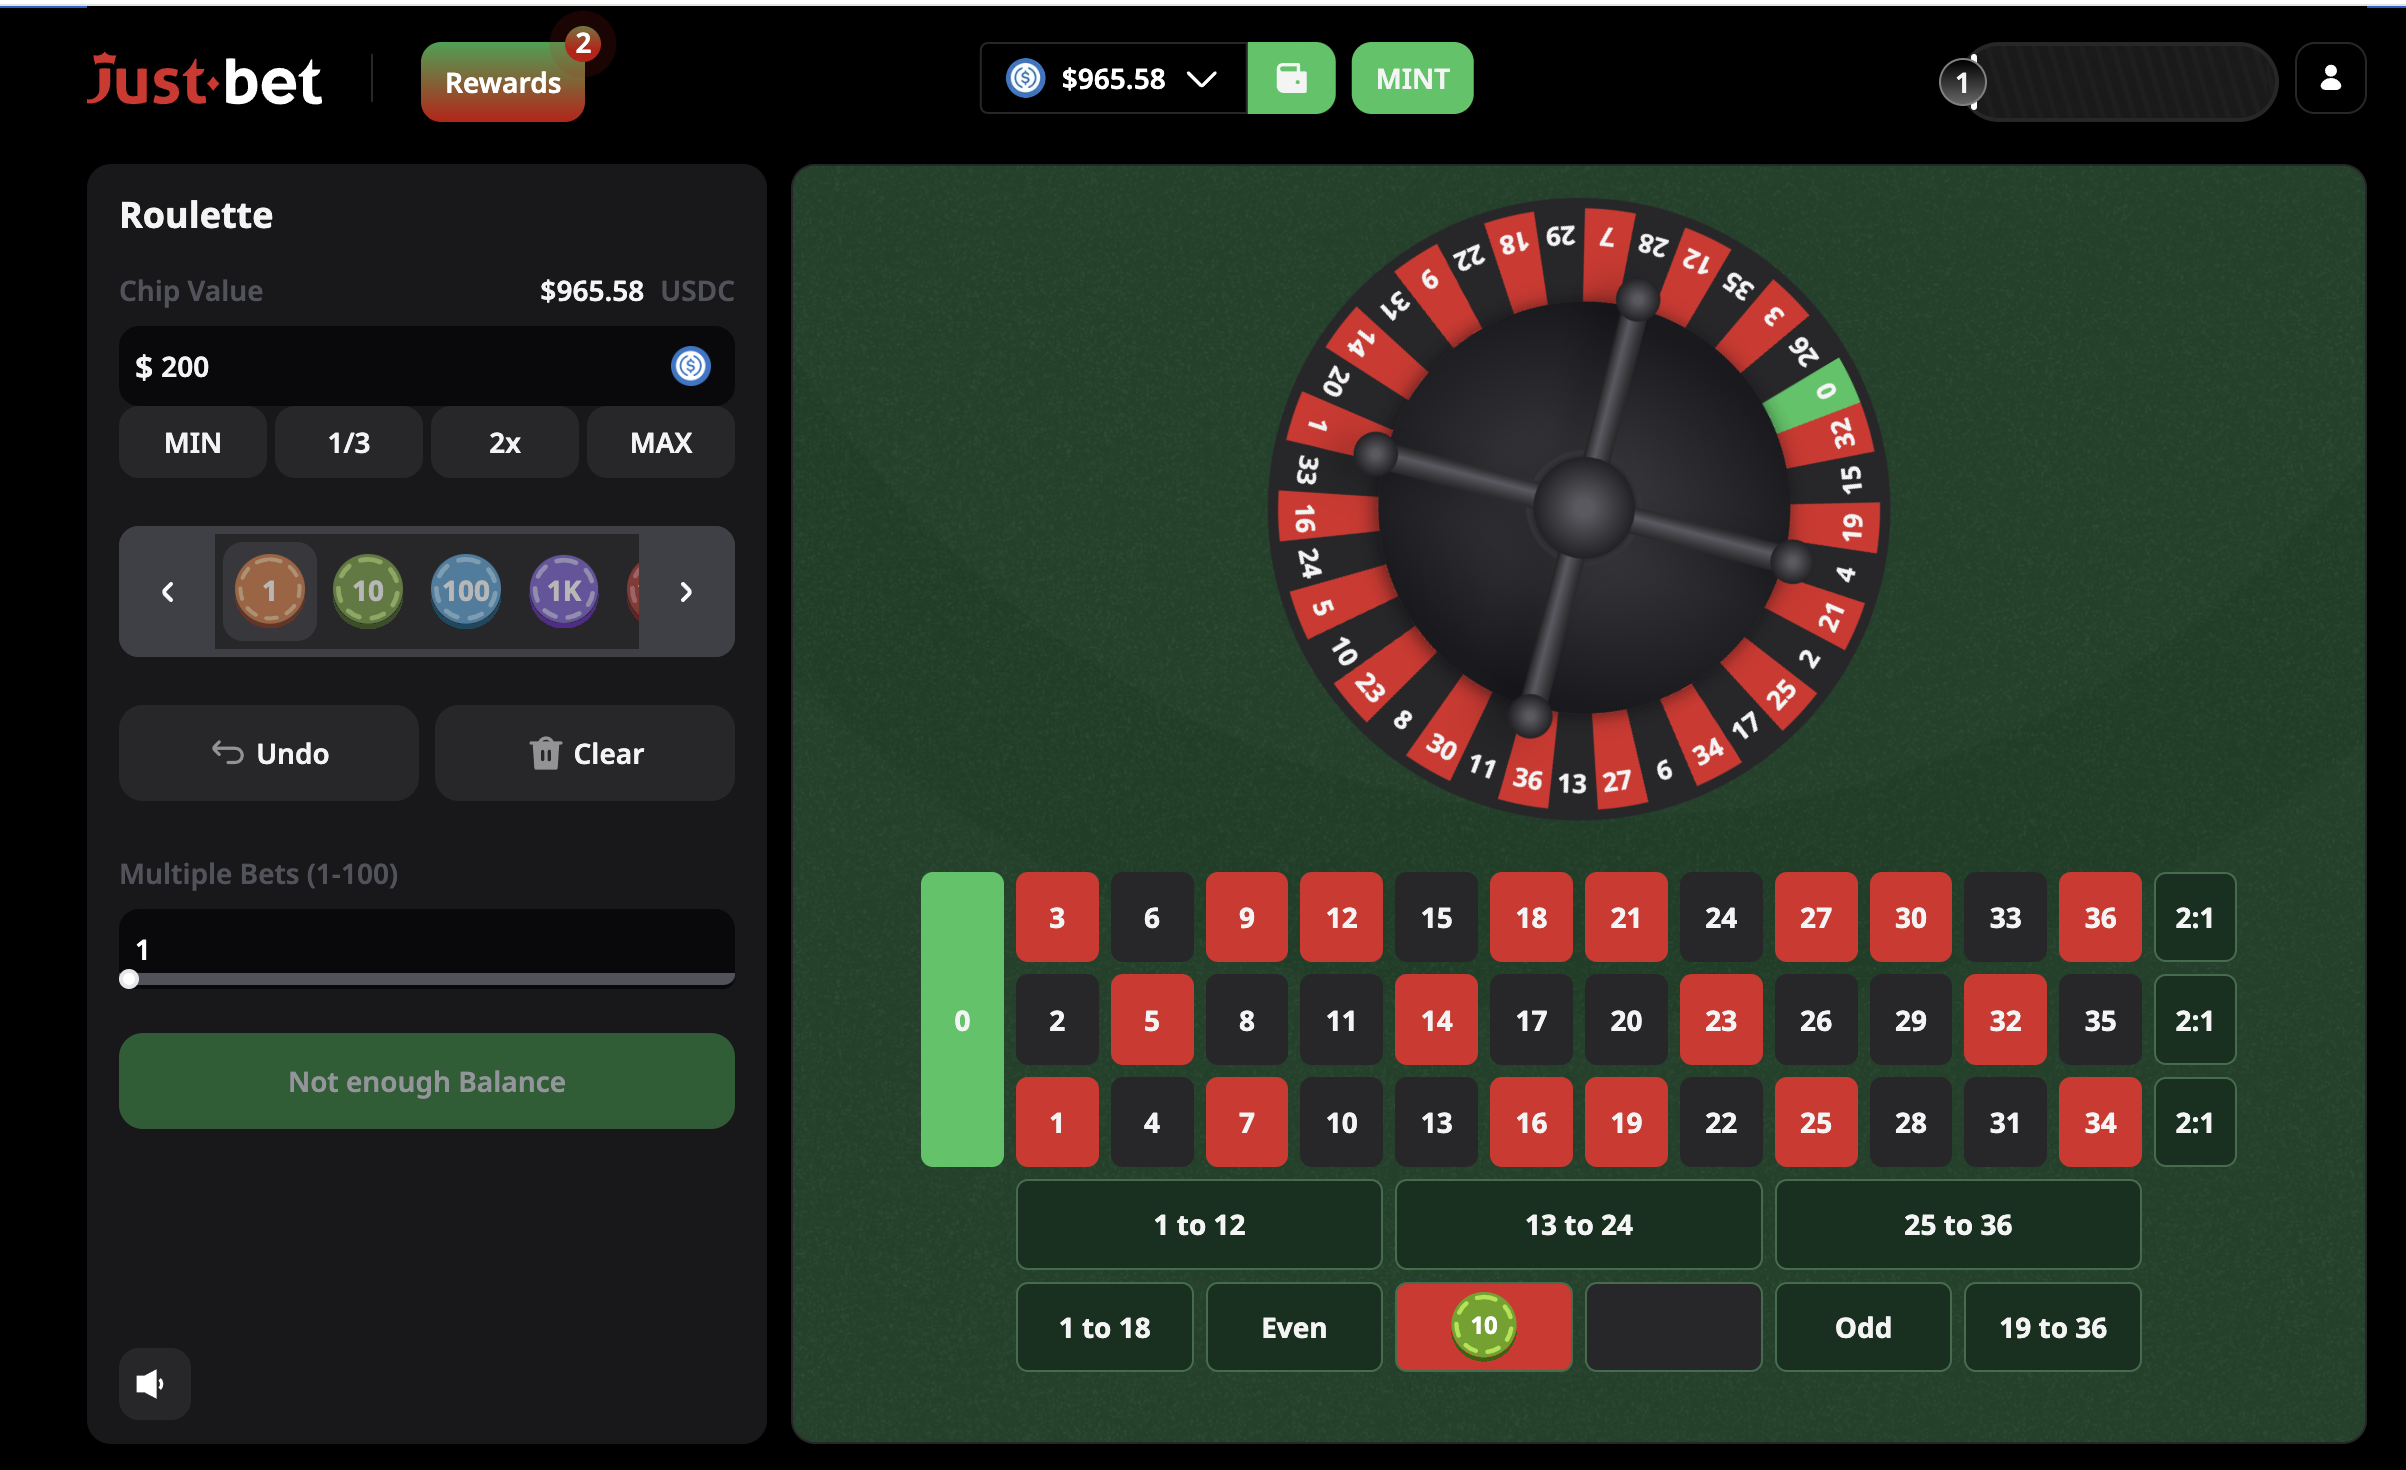 Just·bet
Rewards
2
$965.58
MINT
1
Roulette
Chip Value
$965.58 USDC
$ 200
MIN
1/3
2x
MAX
1
10
100
1K
Undo
Clear
Multiple Bets (1-100)
1
Not enough Balance
0
32
15
19
4
21
2
25
17
34
6
27
13
36
11
30
8
23
10
5
24
16
33
1
20
14
31
9
22
18
29
7
28
12
35
3
26
0
3 6 9 12 15 18 21 24 27 30 33 36 2:1
2 5 8 11 14 17 20 23 26 29 32 35 2:1
1 4 7 10 13 16 19 22 25 28 31 34 2:1
1 to 12
13 to 24
25 to 36
1 to 18
Even
10
Odd
19 to 36